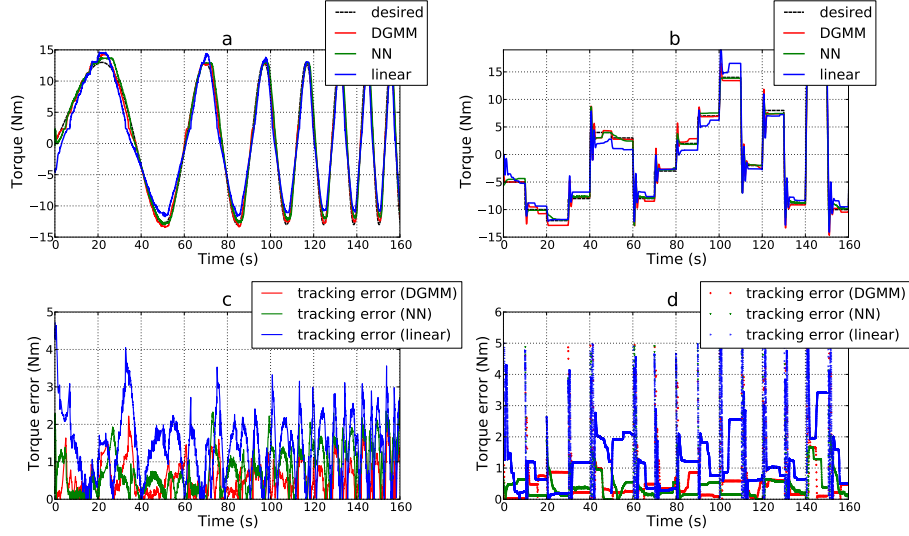 a
desired
DGMM
NN
linear
15
10
5
0
−5
−10
−15
Torque (Nm)
0 20 40 60 80 100 120 140 160
Time (s)
b
desired
DGMM
NN
linear
15
10
5
0
−5
−10
−15
Torque (Nm)
0 20 40 60 80 100 120 140 160
Time (s)
c
tracking error (DGMM)
tracking error (NN)
tracking error (linear)
5
4
3
2
1
0
Torque error (Nm)
0 20 40 60 80 100 120 140 160
Time (s)
d
tracking error (DGMM)
tracking error (NN)
tracking error (linear)
6
5
4
3
2
1
0
Torque error (Nm)
0 20 40 60 80 100 120 140 160
Time (s)